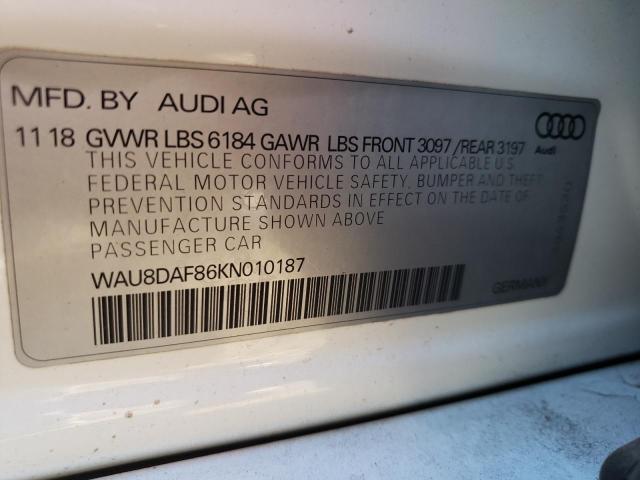 MFD. BY AUDI AG
11 18 GVWR LBS 6184 GAWR LBS FRONT 3097 / REAR 3197
Audi
THIS VEHICLE CONFORMS TO ALL APPLICABLE U.S.
FEDERAL MOTOR VEHICLE SAFETY, BUMPER AND THEFT
PREVENTION STANDARDS IN EFFECT ON THE DATE OF
MANUFACTURE SHOWN ABOVE
PASSENGER CAR
WAU8DAF86KN010187
GERMANY